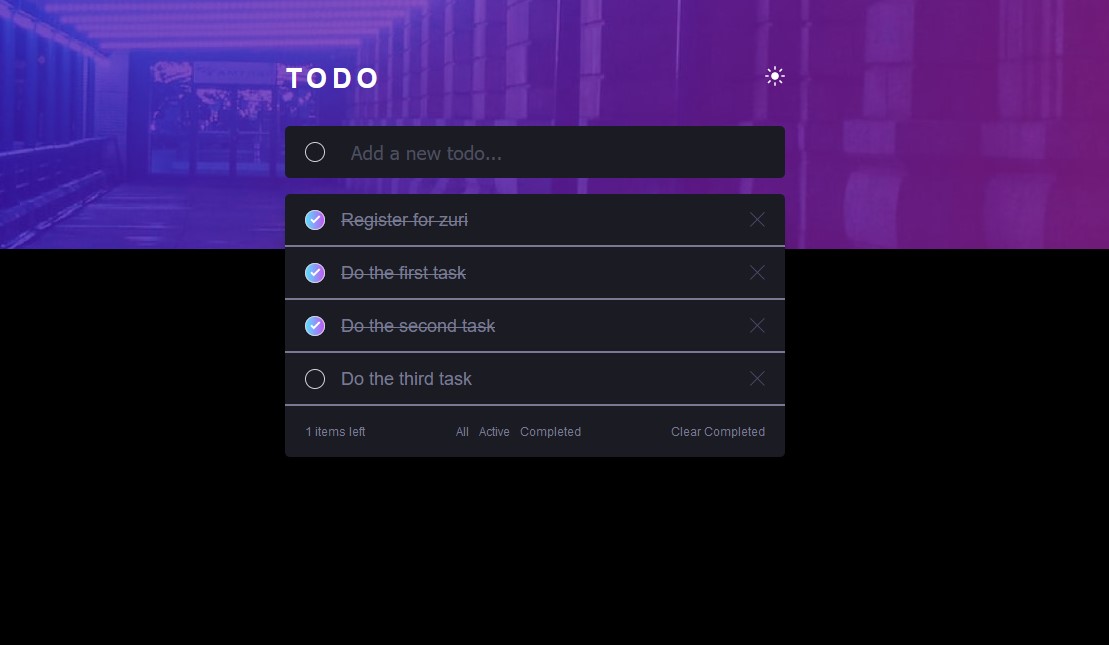 TODO
Add a new todo...
Register for zuri
Do the first task
Do the second task
Do the third task
1 items left All Active Completed Clear Completed